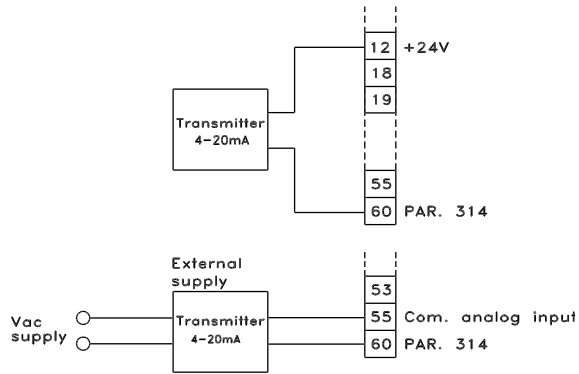 12 +24V
18
19
Transmitter
4-20mA
55
60 PAR. 314
External
supply
53
Vac
supply
Transmitter
4-20mA
55 Com. analog input
60 PAR. 314